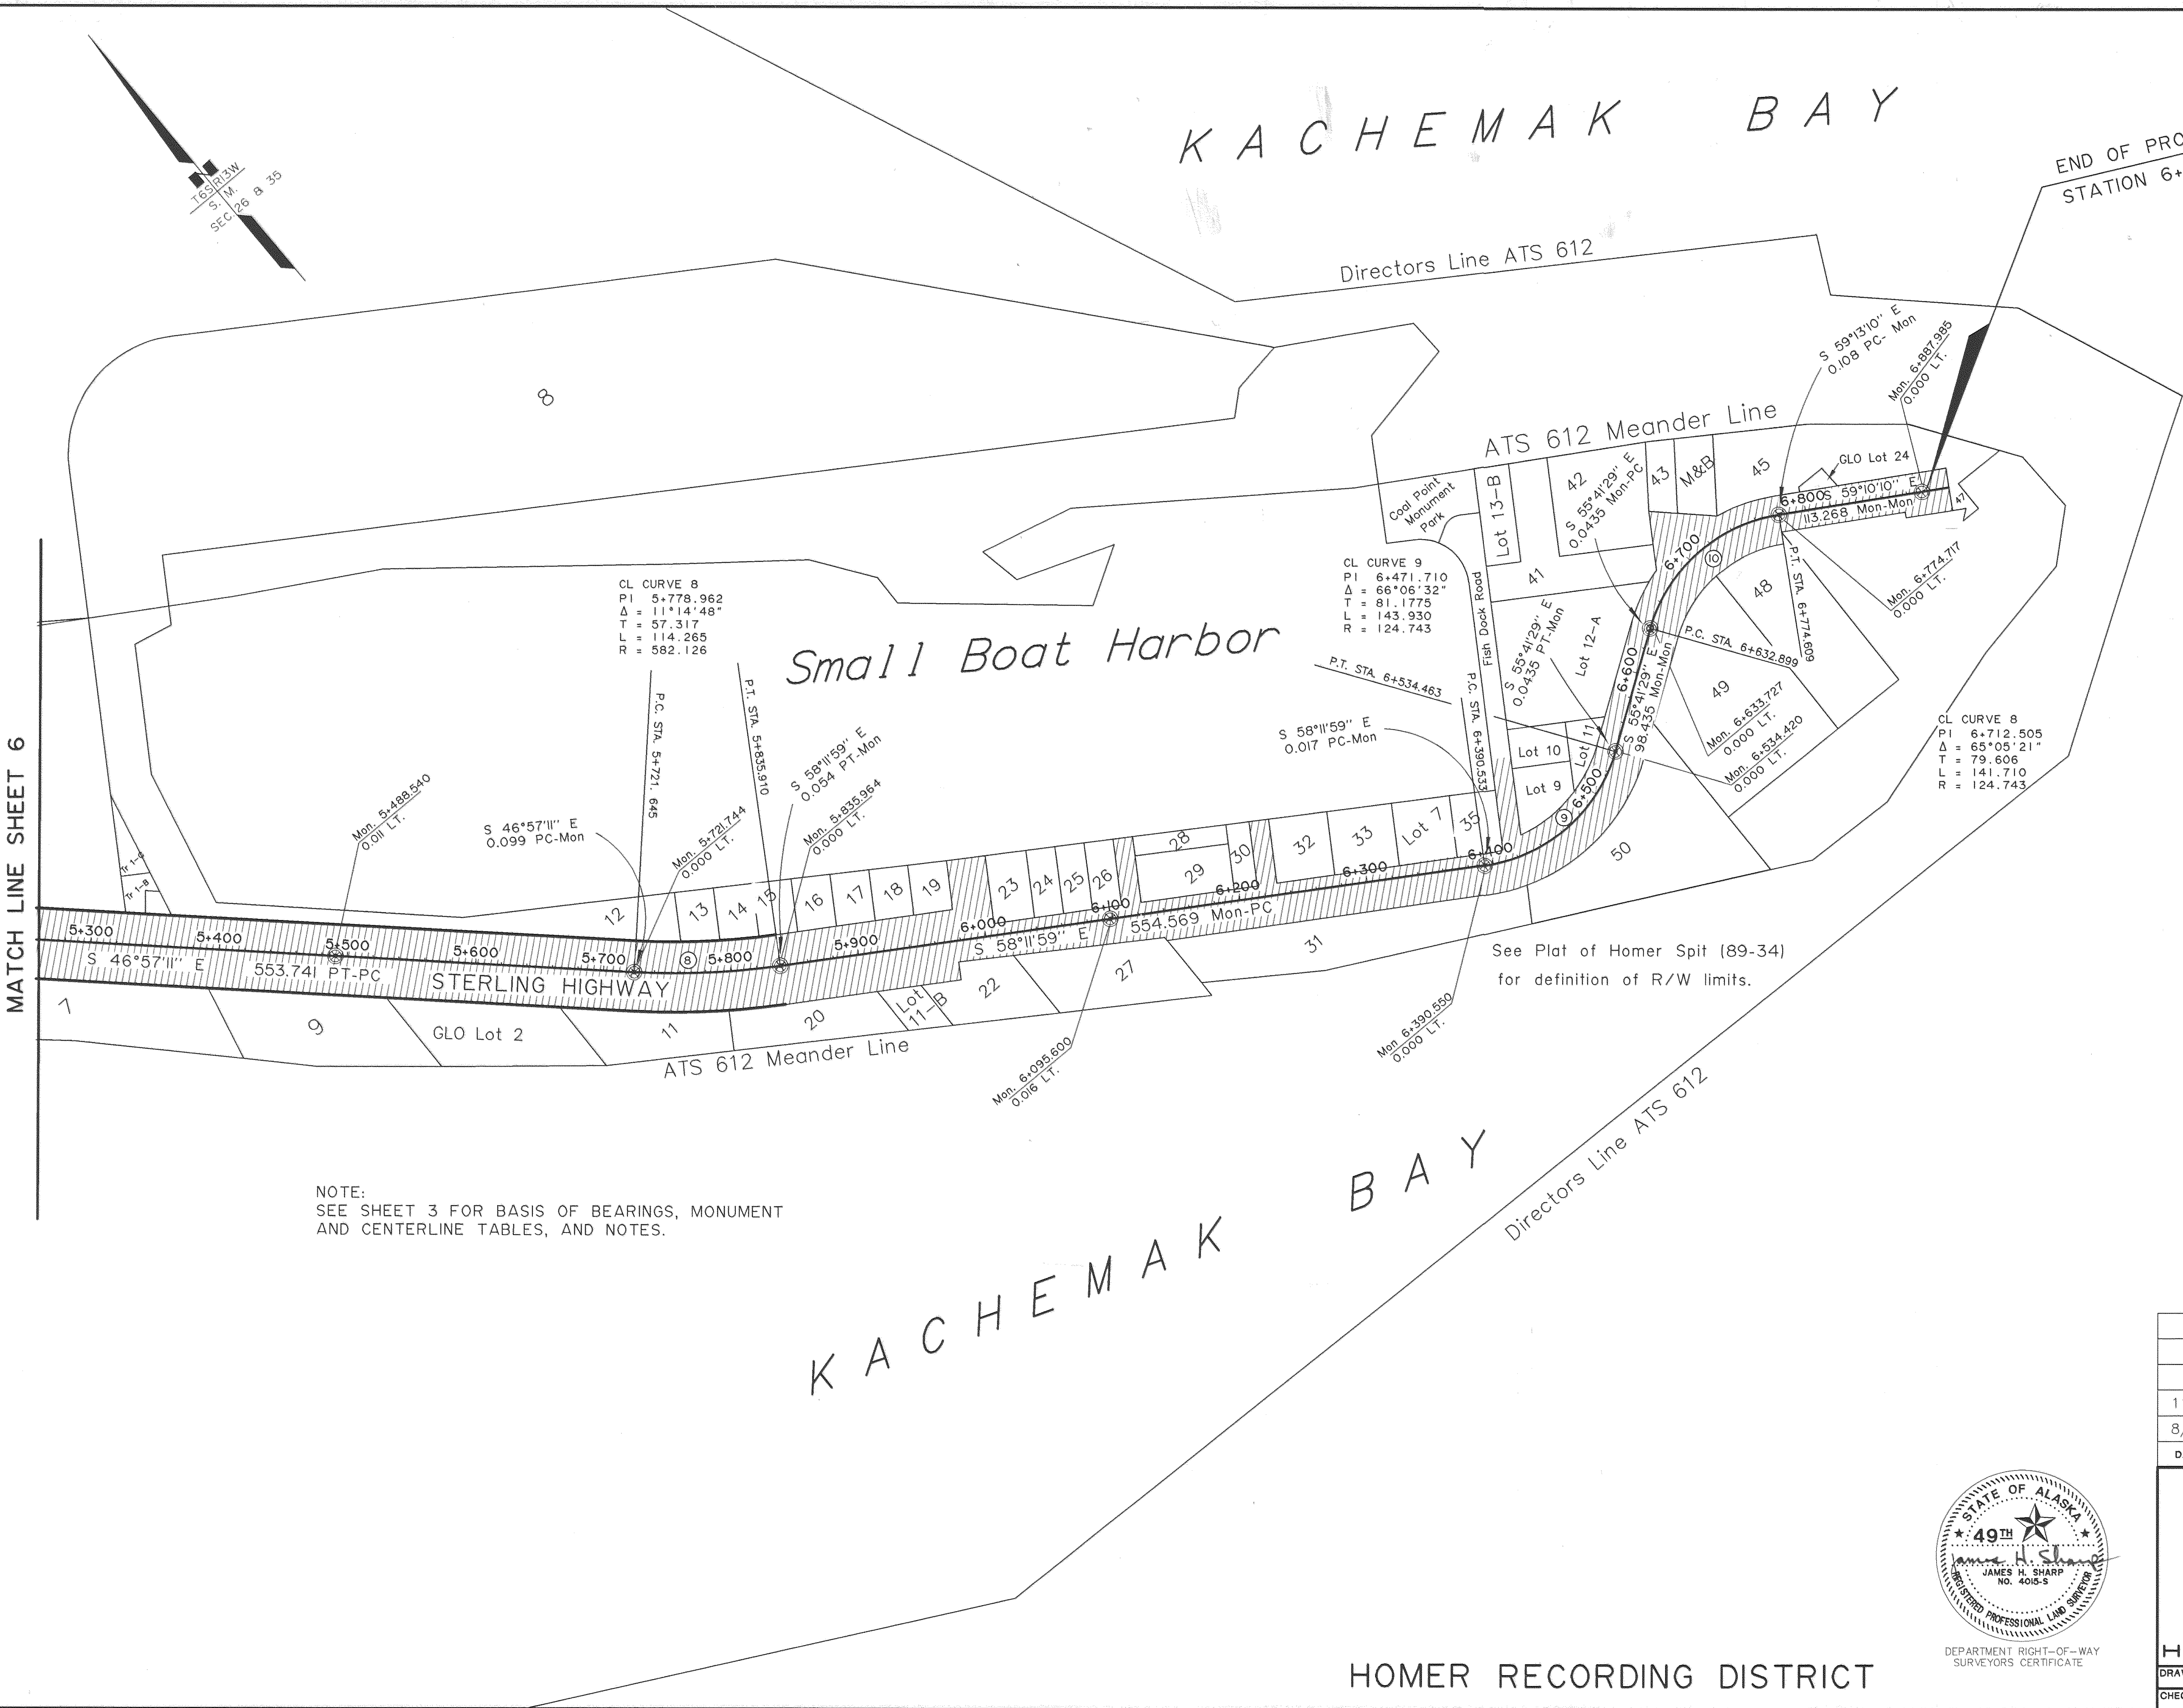 KACHEMAK BAY
END OF PRO
STATION 6+
T6S R13W
S. M.
SEC. 26 & 35
Directors Line ATS 612
S 59°13'10" E
0.108 PC- Mon
Mon. 6+887.985
0.000 LT.
8
ATS 612 Meander Line
Coal Point
Monument
Park
Lot 13-B
42
S 55°41'29" E
0.0435 Mon-PC
43
M&B
45
GLO Lot 24
6+800
S 59°10'10" E
113.268 Mon-Mon
47
CL CURVE 8
PI 5+778.962
Δ = 11°14'48"
T = 57.317
L = 114.265
R = 582.126
CL CURVE 9
PI 6+471.710
Δ = 66°06'32"
T = 81.1775
L = 143.930
R = 124.743
Small Boat Harbor
Fish Dock Road
41
6+700
10
48
P.T. STA. 6+774.609
Mon. 6+774.717
0.000 LT.
S 55°41'29" E
0.0435 PT-Mon
Lot 12-A
P.C. STA. 6+632.899
49
6+600
S 55°41'29" E
98.435 Mon-Mon
Mon. 6+633.727
0.000 LT.
Mon. 6+534.420
0.000 LT.
CL CURVE 8
PI 6+712.505
Δ = 65°05'21"
T = 79.606
L = 141.710
R = 124.743
P.T. STA. 6+534.463
P.C. STA. 6+390.533
S 58°11'59" E
0.017 PC-Mon
Lot 10
Lot 11
Lot 9
6+500
9
50
P.C. STA. 5+721. 645
P.T. STA. 5+835.910
S 58°11'59" E
0.054 PT-Mon
Mon. 5+835.964
0.000 LT.
MATCH LINE SHEET 6
Mon. 5+488.540
0.011 LT.
S 46°57'11" E
0.099 PC-Mon
Mon. 5+721.744
0.000 LT.
Tr 1-C
Tr 1-B
12
13
14
15
16
17
18
19
23
24
25
26
28
29
30
32
33
Lot 7
35
5+300
5+400
5+500
5+600
5+700
8
5+800
5+900
6+000
6+100
6+200
6+300
6+400
S 46°57'11" E
553.741 PT-PC
STERLING HIGHWAY
S 58°11'59" E
554.569 Mon-PC
7
9
GLO Lot 2
11
20
Lot
11-B
22
27
31
See Plat of Homer Spit (89-34)
for definition of R/W limits.
ATS 612 Meander Line
Mon. 6+095.600
0.016 LT.
Mon 6+390.550
0.000 LT.
Directors Line ATS 612
KACHEMAK BAY
NOTE:
SEE SHEET 3 FOR BASIS OF BEARINGS, MONUMENT
AND CENTERLINE TABLES, AND NOTES.
STATE OF ALASKA
49TH
James H. Sharp
JAMES H. SHARP
NO. 4015-S
REGISTERED PROFESSIONAL LAND SURVEYOR
DEPARTMENT RIGHT-OF-WAY
SURVEYORS CERTIFICATE
HOMER RECORDING DISTRICT
1
8/
D
H
DRA
CHE